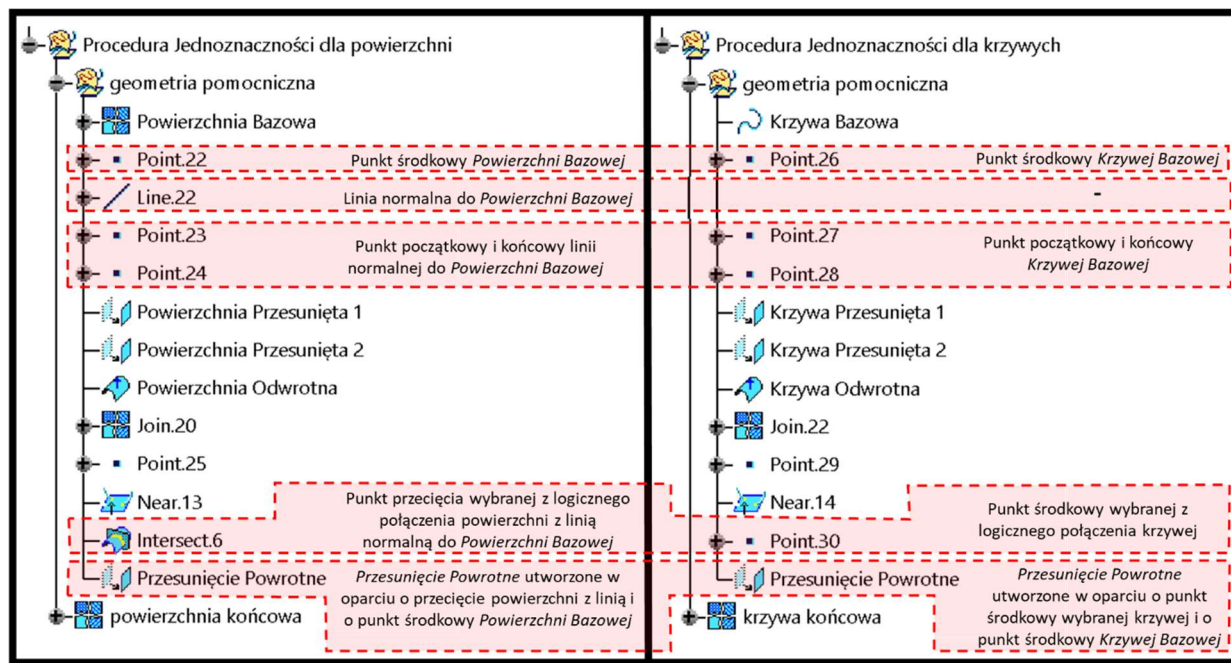 Procedura Jednoznaczności dla powierzchni
geometria pomocniczna
Powierzchnia Bazowa
Point.22
Punkt środkowy Powierzchni Bazowej
Line.22
Linia normalna do Powierzchni Bazowej
Point.23
Point.24
Punkt początkowy i końcowy linii
normalnej do Powierzchni Bazowej
Powierzchnia Przesunięta 1
Powierzchnia Przesunięta 2
Powierzchnia Odwrotna
Join.20
Point.25
Near.13
Intersect.6
Punkt przecięcia wybranej z logicznego
połączenia powierzchni z linią
normalną do Powierzchni Bazowej
Przesunięcie Powrotne
Przesunięcie Powrotne utworzone w
oparciu o przecięcie powierzchni z linią i
o punkt środkowy Powierzchni Bazowej
powierzchnia końcowa
Procedura Jednoznaczności dla krzywych
geometria pomocniczna
Krzywa Bazowa
Point.26
Punkt środkowy Krzywej Bazowej
-
Point.27
Point.28
Punkt początkowy i końcowy
Krzywej Bazowej
Krzywa Przesunięta 1
Krzywa Przesunięta 2
Krzywa Odwrotna
Join.22
Point.29
Near.14
Point.30
Punkt środkowy wybranej z
logicznego połączenia krzywej
Przesunięcie Powrotne
Przesunięcie Powrotne
utworzone w oparciu o punkt
środkowy wybranej krzywej i o
punkt środkowy Krzywej Bazowej
krzywa końcowa